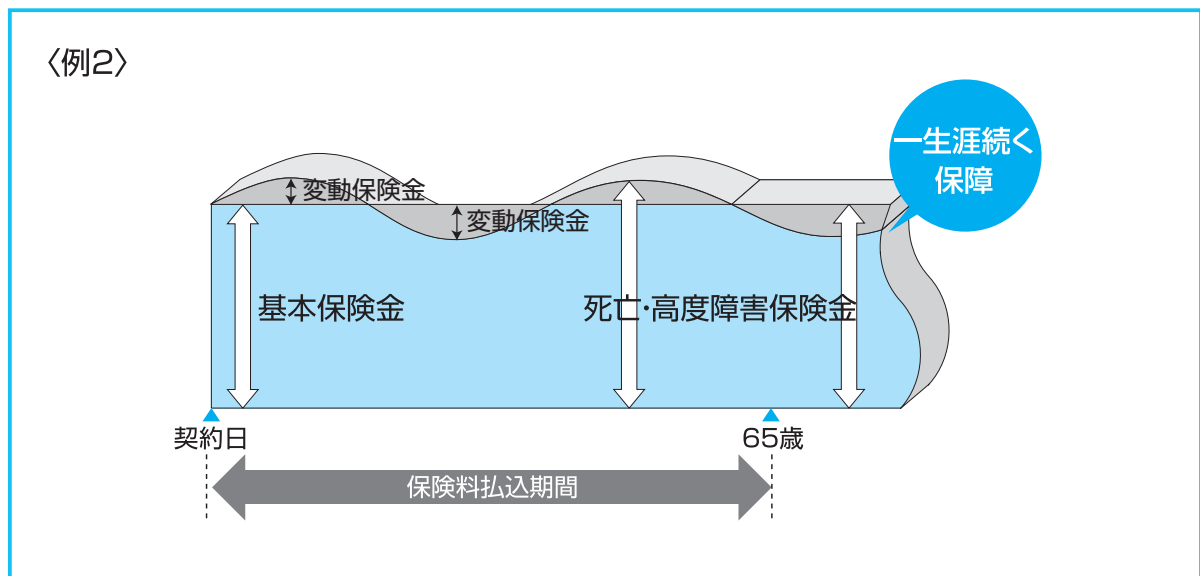 〈例2〉
一生涯続く
保障
変動保険金
変動保険金
基本保険金
死亡・高度障害保険金
契約日
65歳
保険料払込期間